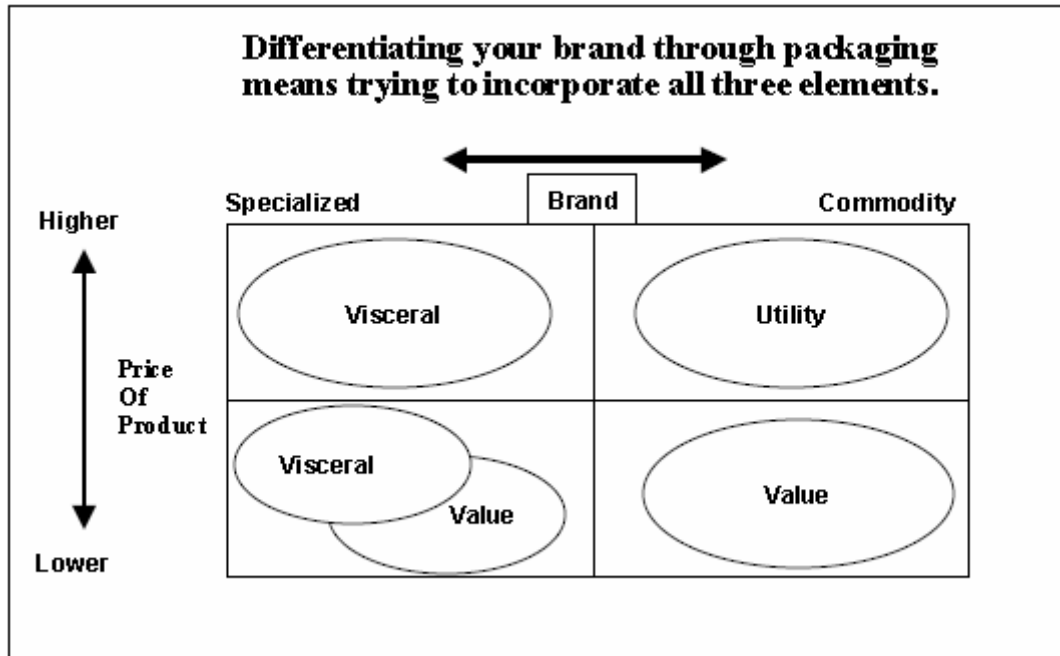 Differentiating your brand through packaging
means trying to incorporate all three elements.
Specialized
Brand
Commodity
Higher
Visceral
Utility
Price
Of
Product
Visceral
Value
Value
Lower